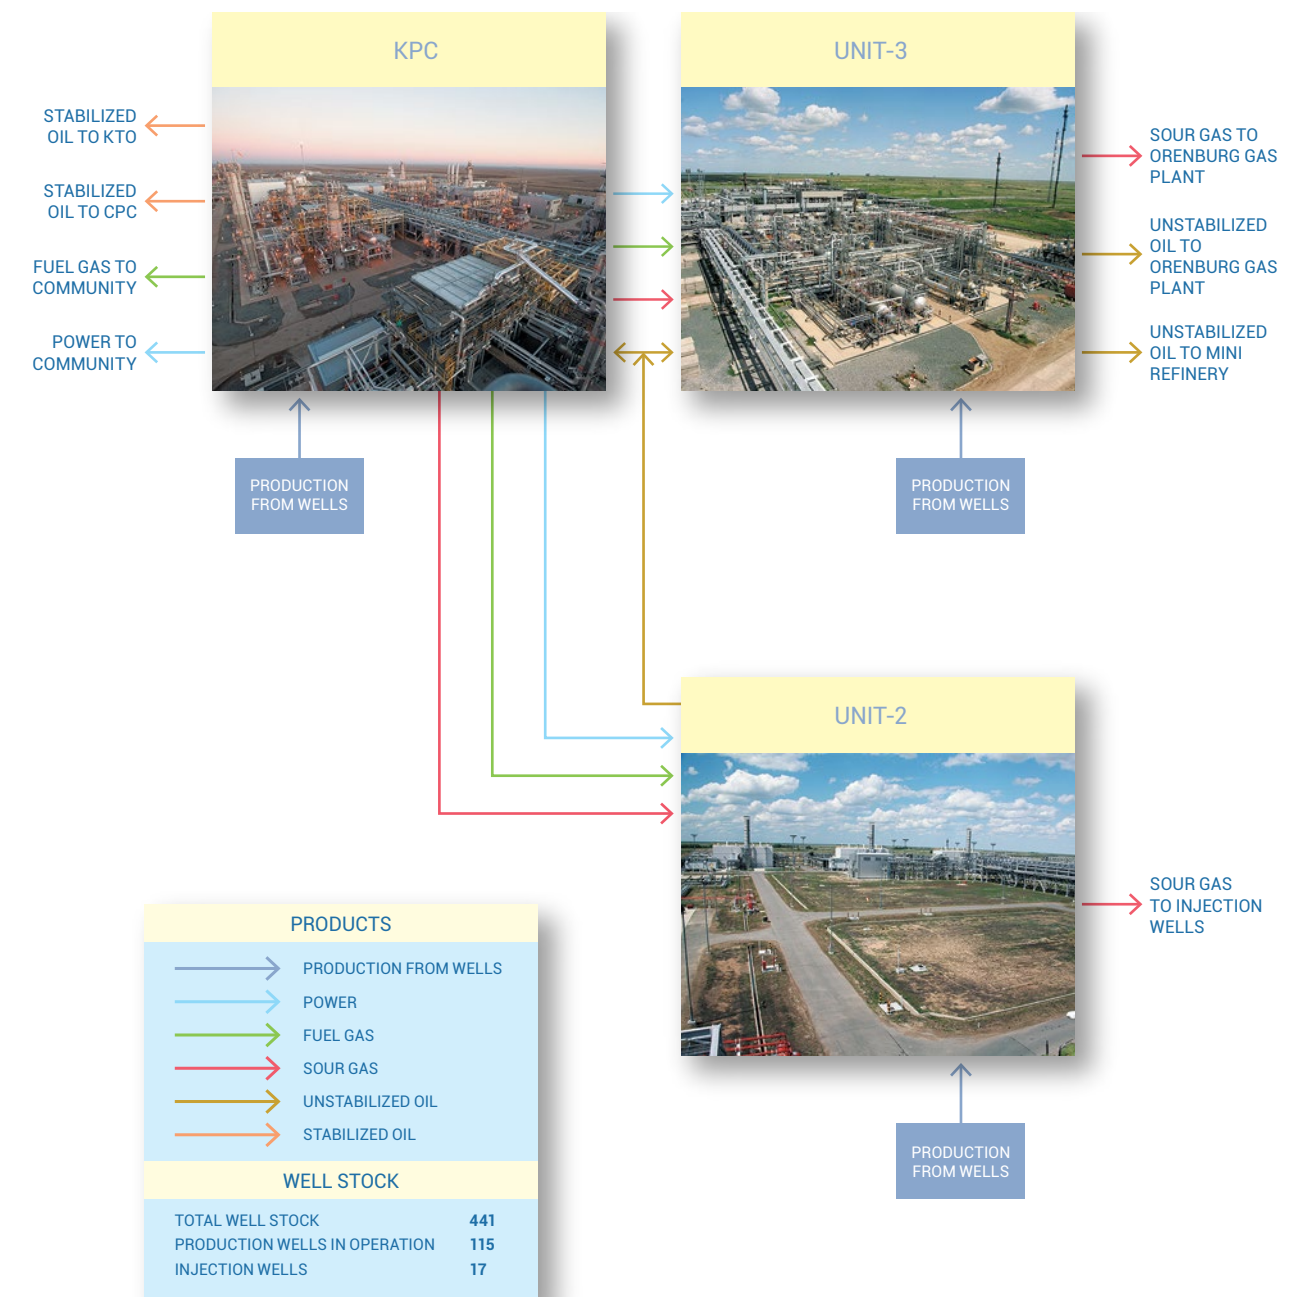 KPC
UNIT-3
STABILIZED
OIL TO KTO
STABILIZED
OIL TO CPC
FUEL GAS TO
COMMUNITY
POWER TO
COMMUNITY
SOUR GAS TO
ORENBURG GAS
PLANT
UNSTABILIZED
OIL TO
ORENBURG GAS
PLANT
UNSTABILIZED
OIL TO MINI
REFINERY
PRODUCTION
FROM WELLS
PRODUCTION
FROM WELLS
UNIT-2
SOUR GAS
TO INJECTION
WELLS
PRODUCTION
FROM WELLS
PRODUCTS
PRODUCTION FROM WELLS
POWER
FUEL GAS
SOUR GAS
UNSTABILIZED OIL
STABILIZED OIL
WELL STOCK
TOTAL WELL STOCK 441
PRODUCTION WELLS IN OPERATION 115
INJECTION WELLS 17